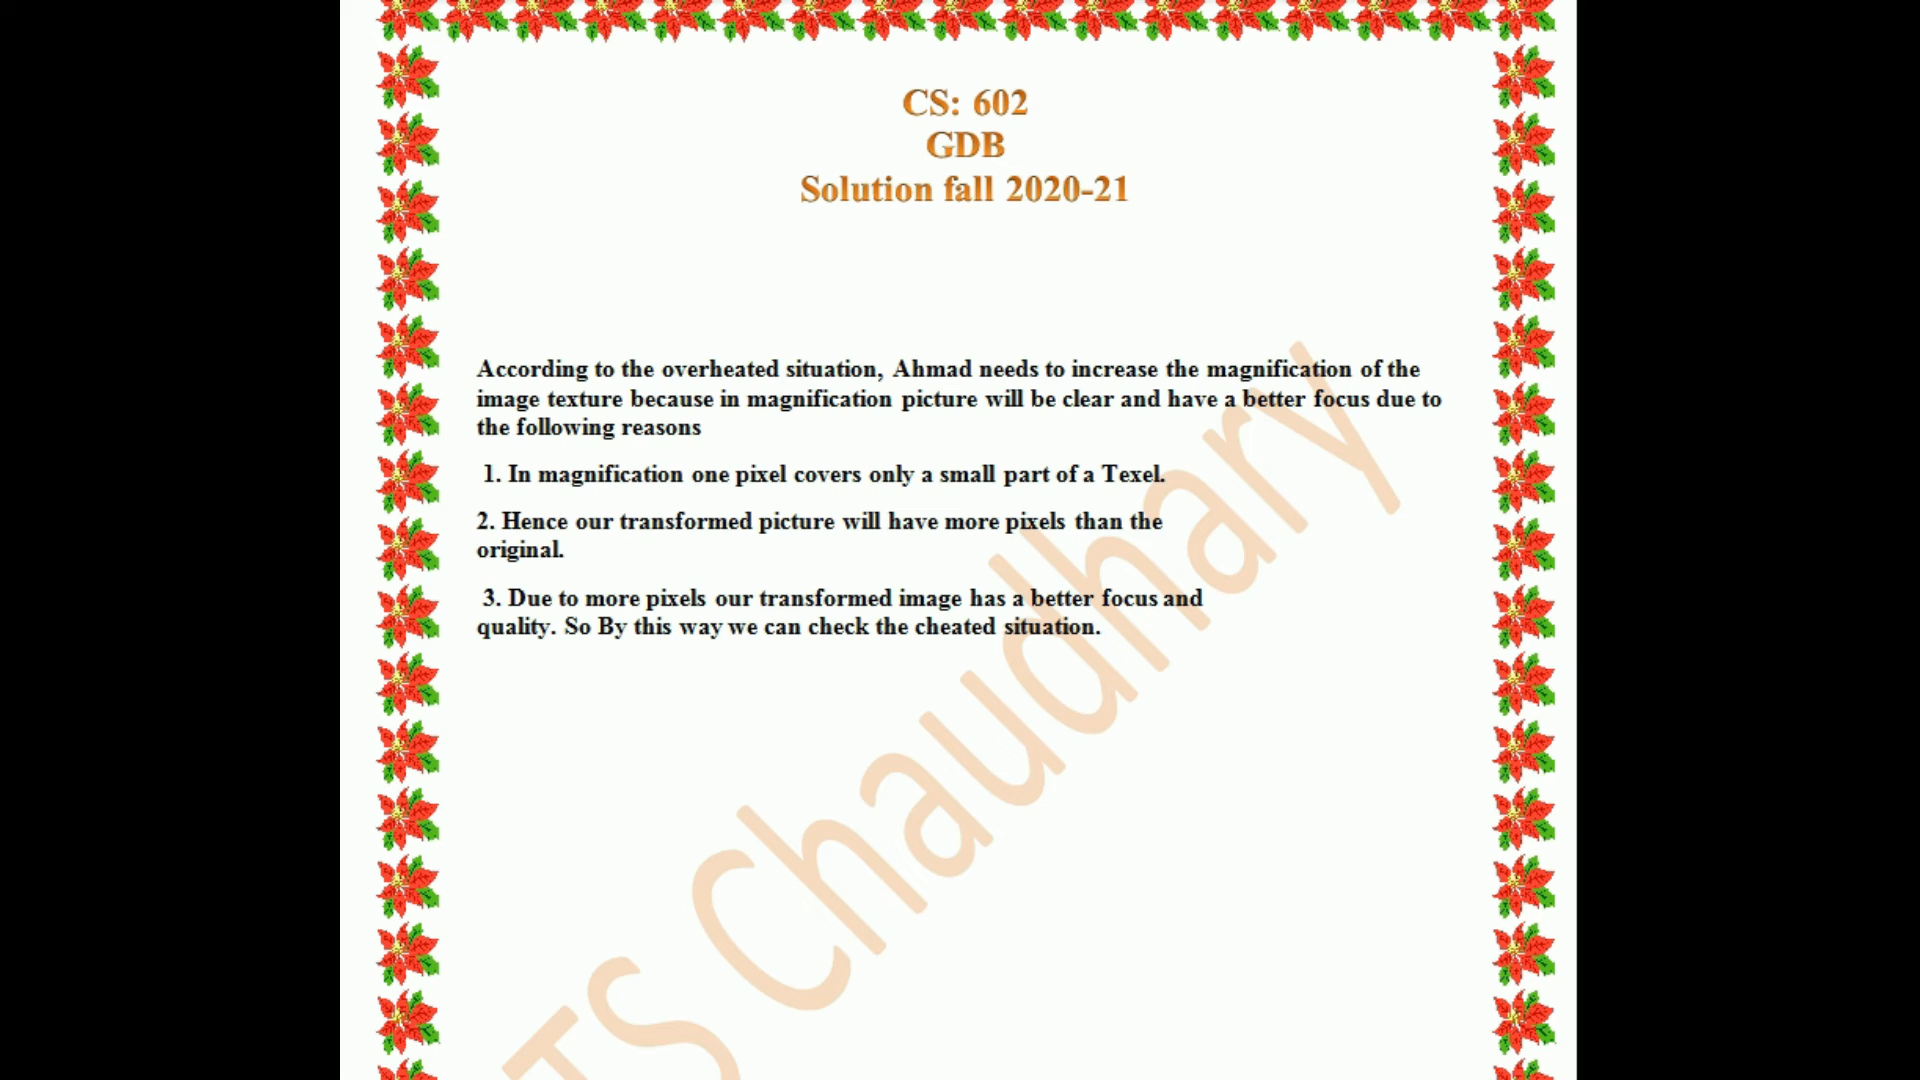 CS: 602
GDB
Solution fall 2020-21
According to the overheated situation, Ahmad needs to increase the magnification of the
image texture because in magnification picture will be clear and have a better focus due to
the following reasons
1. In magnification one pixel covers only a small part of a Texel.
2. Hence our transformed picture will have more pixels than the
original.
3. Due to more pixels our transformed image has a better focus and
quality. So By this way we can check the cheated situation.
TS Chaudhary